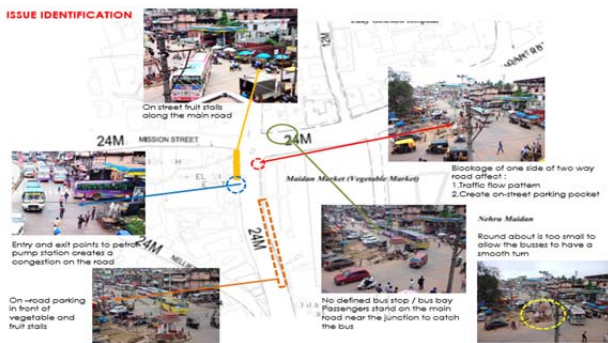 ISSUE IDENTIFICATION
12M
On street fruit stalls
along the main road
24M
MISSION STREET
24M
H
EL
Maidan Market (Vegetable Market)
Blockage of one side of two way
road affect :
1.Traffic flow pattern
2.Create on-street parking pocket
Nehru Maidan
Entry and exit points to petrol
pump station creates a
congestion on the road
24M
24M
Round about is too small to
allow the busses to have a
smooth turn
On –road parking
in front of
vegetable and
fruit stalls
No defined bus stop / bus bay
Passengers stand on the main
road near the junction to catch
the bus